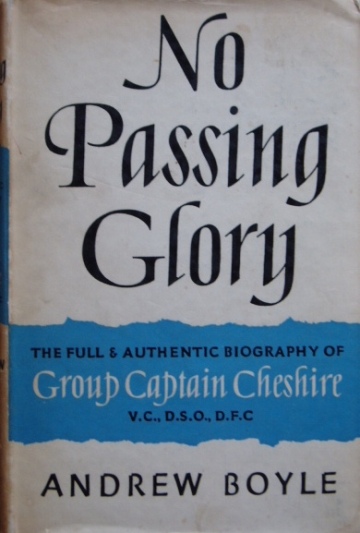 No
Passing
Glory
THE FULL & AUTHENTIC BIOGRAPHY OF
Group Captain Cheshire
V.C., D.S.O., D.F.C
ANDREW BOYLE